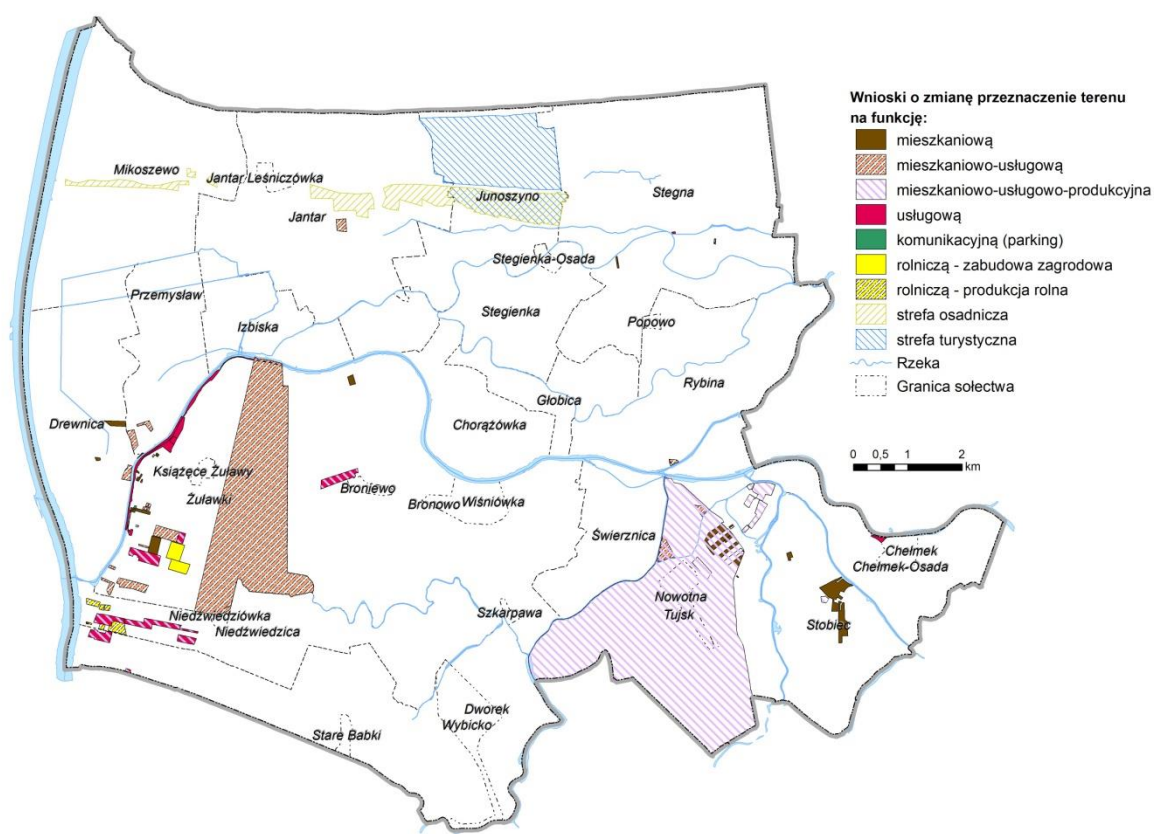 Wnioski o zmianę przeznaczenie terenu
na funkcję:
mieszkaniową
mieszkaniowo-usługową
mieszkaniowo-usługowo-produkcyjna
usługową
komunikacyjną (parking)
rolniczą - zabudowa zagrodowa
rolniczą - produkcja rolna
strefa osadnicza
strefa turystyczna
Rzeka
Granica sołectwa
0 0,5 1 2
km
Mikoszewo
Jantar Leśniczówka
Jantar
Junoszyno
Stegna
Stegienka-Osada
Przemysław
Izbiska
Stegienka
Popowo
Rybina
Głobica
Chorążówka
Drewnica
Książęce Żuławy
Żuławki
Broniewo
Bronowo
Wiśniówka
Świerznica
Chełmek
Chełmek-Osada
Nowotna
Tujsk
Stobiec
Niedźwiedziówka
Niedźwiedzica
Szkarpawa
Dworek
Wybicko
Stare Babki